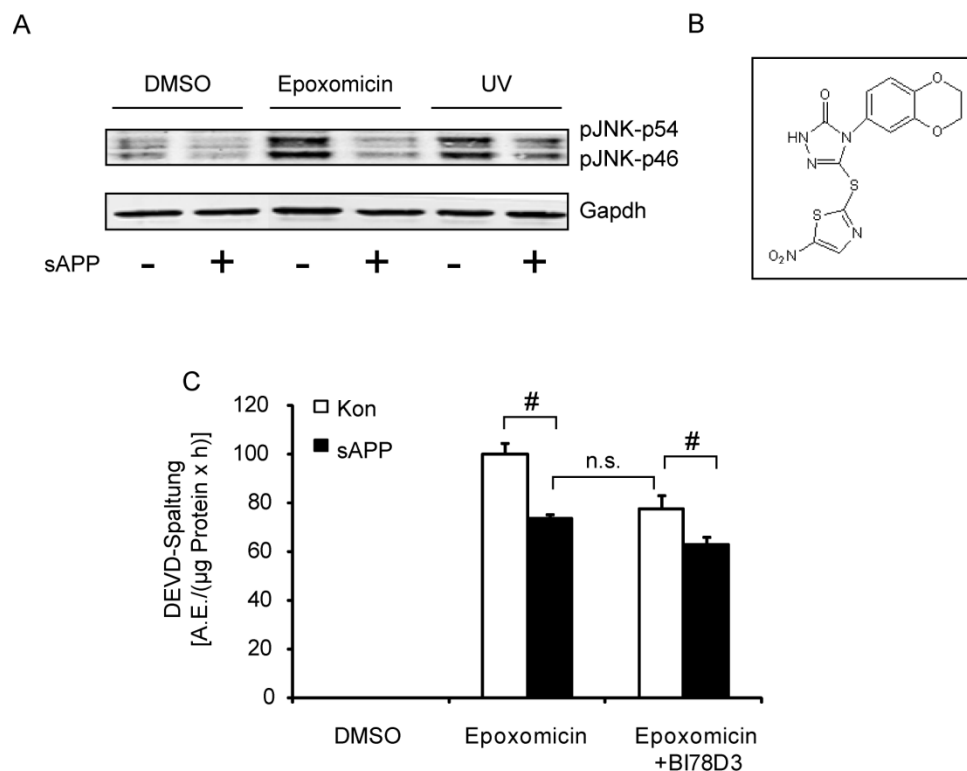 A
DMSO Epoxomicin UV
pJNK-p54
pJNK-p46
Gapdh
sAPP - + - + - +
B
O
HN N
N
S
S
N
O₂N
O
O
C
Kon
sAPP
DEVD-Spaltung
[A.E./(µg Protein x h)]
120
100
80
60
40
20
0
#
n.s.
#
DMSO Epoxomicin Epoxomicin
+BI78D3